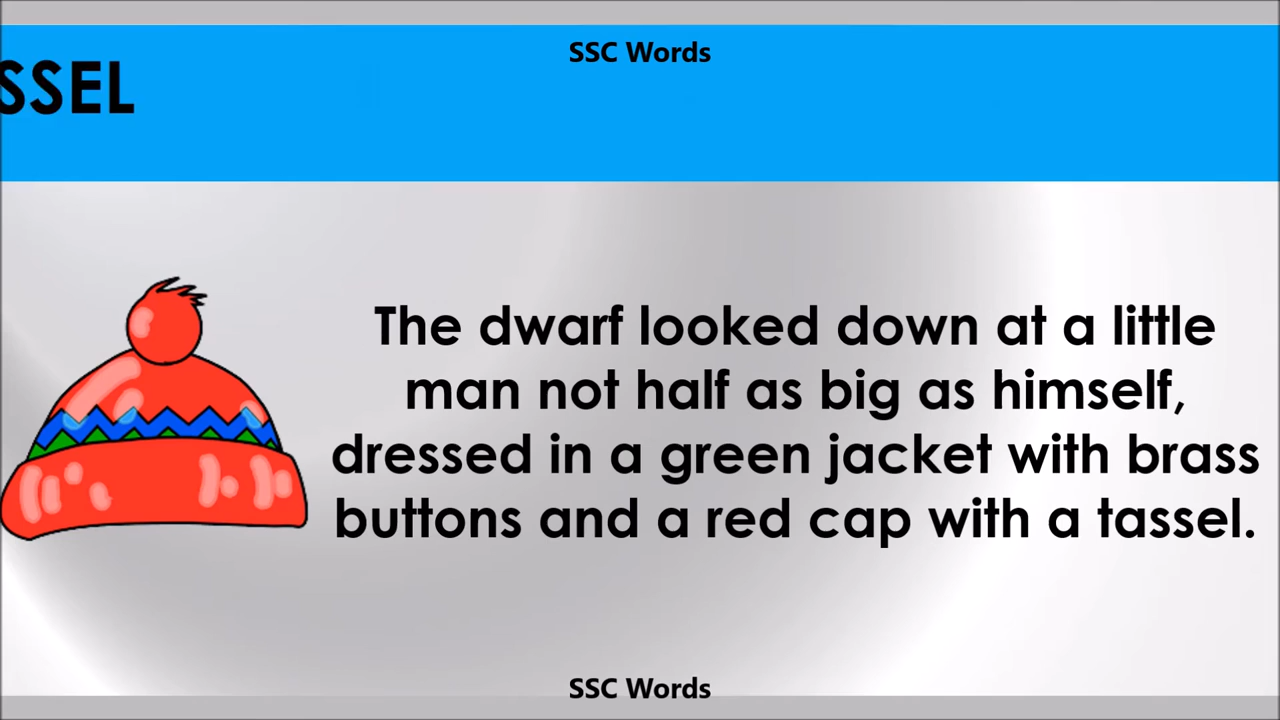 SSC Words
SSEL
The dwarf looked down at a little
man not half as big as himself,
dressed in a green jacket with brass
buttons and a red cap with a tassel.
SSC Words